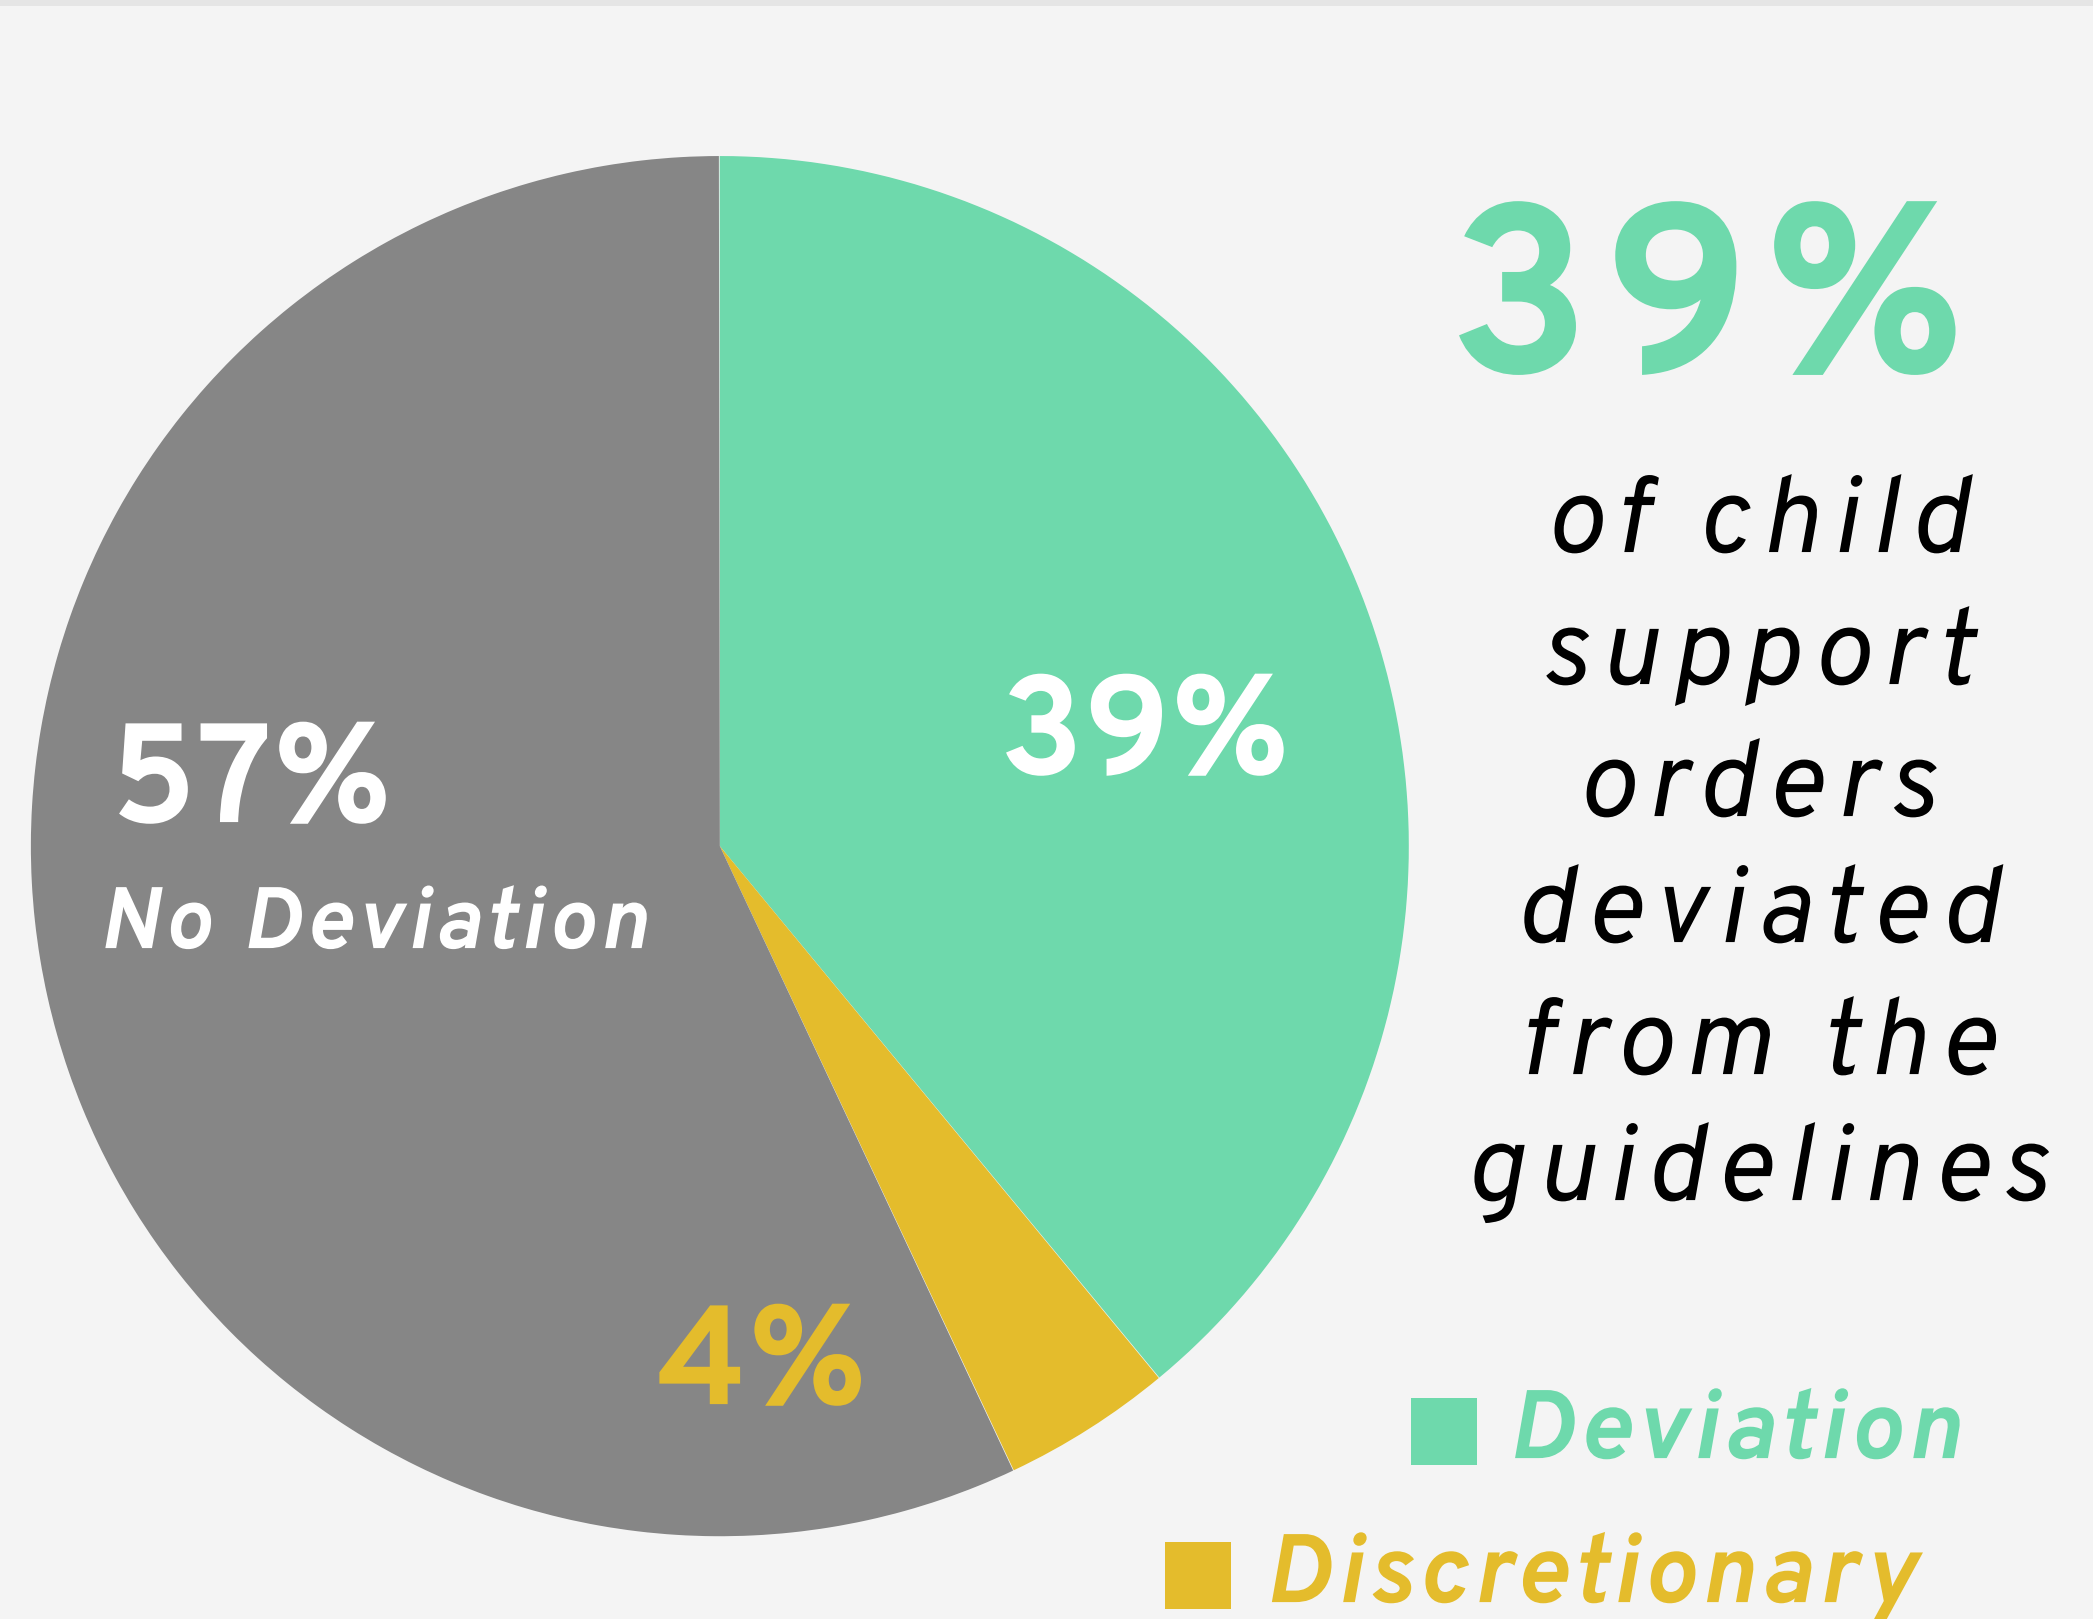 39%
of child
support
orders
deviated
from the
guidelines
39%
57%
No Deviation
4%
Deviation
Discretionary